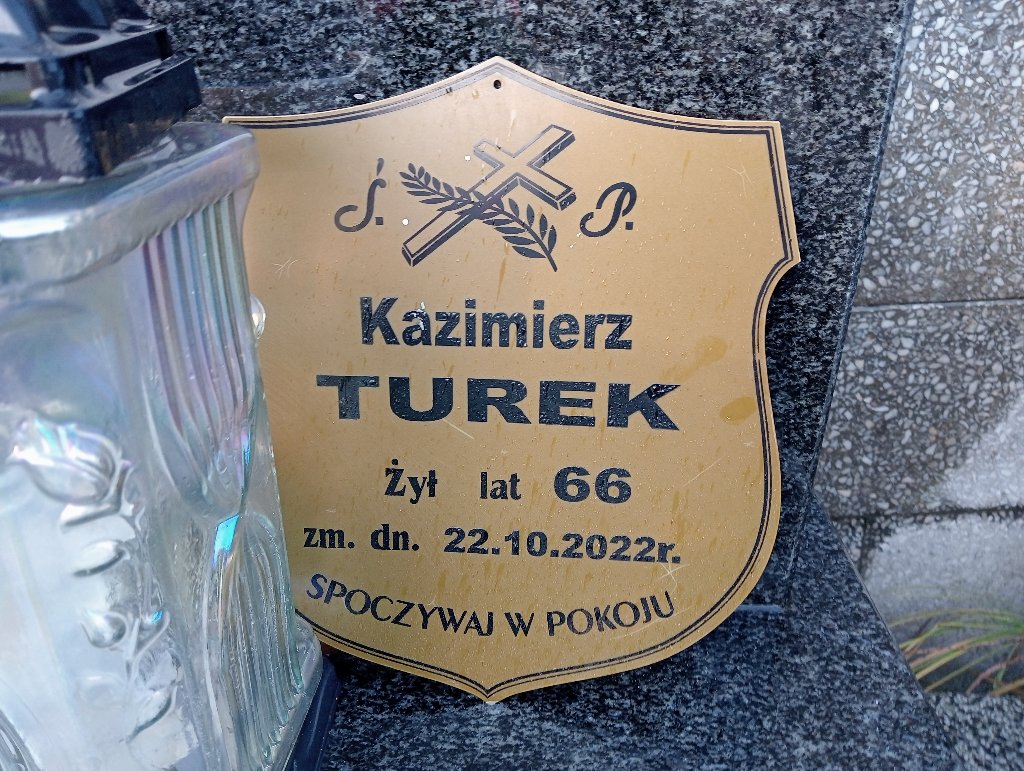 Ś. P.
Kazimierz
TUREK
Żył lat 66
zm. dn. 22.10.2022r.
SPOCZYWAJ W POKOJU